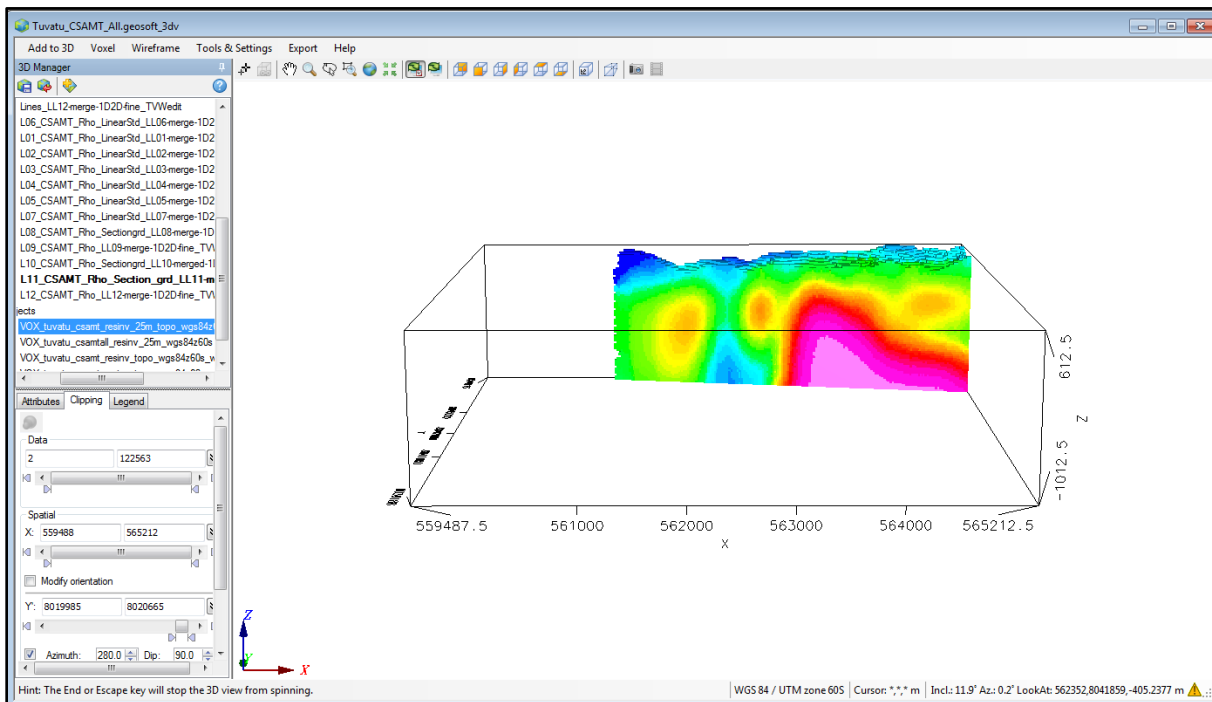 Tuvatu_CSAMT_All.geosoft_3dv
Add to 3D Voxel Wireframe Tools & Settings Export Help
3D Manager
Lines_LL12-merge-1D2D-fine_TVWedit
L06_CSAMT_Rho_LinearStd_LL06-merge-1D2
L01_CSAMT_Rho_LinearStd_LL01-merge-1D2
L02_CSAMT_Rho_LinearStd_LL02-merge-1D2
L03_CSAMT_Rho_LinearStd_LL03-merge-1D2
L04_CSAMT_Rho_LinearStd_LL04-merge-1D2
L05_CSAMT_Rho_LinearStd_LL05-merge-1D2
L07_CSAMT_Rho_LinearStd_LL07-merge-1D2
L08_CSAMT_Rho_Sectiongrd_LL08-merge-1D
L09_CSAMT_Rho_LL09-merge-1D2D-fine_TV
L10_CSAMT_Rho_Sectiongrd_LL10-merged-1
L11_CSAMT_Rho_Section_grd_LL11-m
L12_CSAMT_Rho_LL12-merge-1D2D-fine_TV
jects
VOX_tuvatu_csamt_resinv_25m_topo_wgs84z6
VOX_tuvatu_csamtall_resinv_25m_wgs84z60s
VOX_tuvatu_csamt_resinv_topo_wgs84z60s_w
Attributes Clipping Legend
Data
2 122563
Spatial
X: 559488 565212
Modify orientation
Y': 8019985 8020665
Azimuth: 280.0 Dip: 90.0
612.5
Z
-1012.5
559487.5 561000 562000 563000 564000 565212.5
X
Z
Y
X
Hint: The End or Escape key will stop the 3D view from spinning.
WGS 84 / UTM zone 60S Cursor: *,*,* m Incl.: 11.9° Az.: 0.2° LookAt: 562352,8041859,-405.2377 m